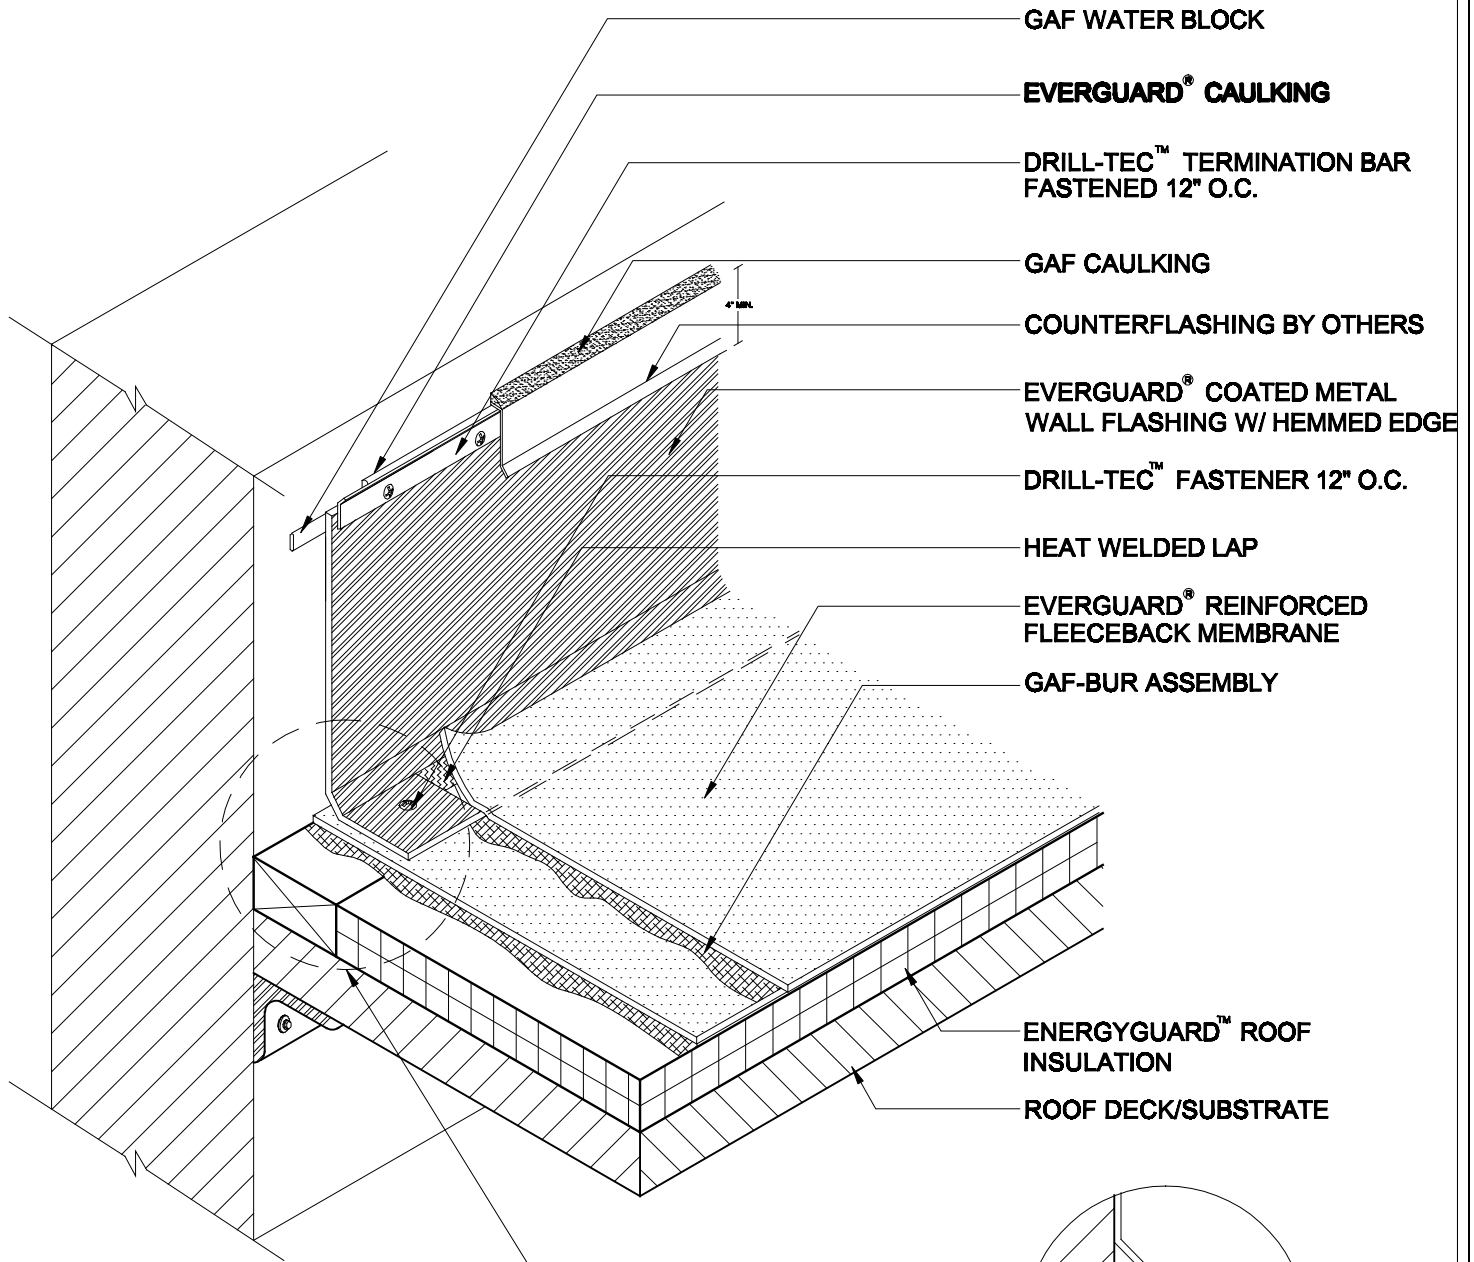 GAF WATER BLOCK
EVERGUARD® CAULKING
DRILL-TEC™ TERMINATION BAR
FASTENED 12" O.C.
GAF CAULKING
4" MIN.
COUNTERFLASHING BY OTHERS
EVERGUARD® COATED METAL
WALL FLASHING W/ HEMMED EDGE
DRILL-TEC™ FASTENER 12" O.C.
HEAT WELDED LAP
EVERGUARD® REINFORCED
FLEECEBACK MEMBRANE
GAF-BUR ASSEMBLY
ENERGYGUARD™ ROOF
INSULATION
ROOF DECK/SUBSTRATE